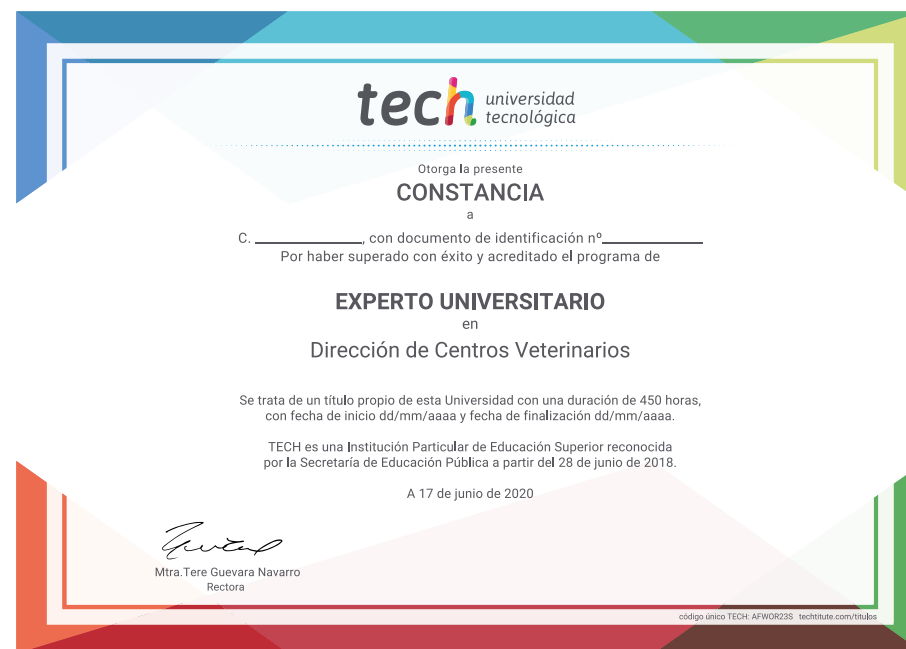 tech universidad
tecnológica
Otorga la presente
CONSTANCIA
a
C. ______________, con documento de identificación nº_____________
Por haber superado con éxito y acreditado el programa de
EXPERTO UNIVERSITARIO
en
Dirección de Centros Veterinarios
Se trata de un título propio de esta Universidad con una duración de 450 horas,
con fecha de inicio dd/mm/aaaa y fecha de finalización dd/mm/aaaa.
TECH es una Institución Particular de Educación Superior reconocida
por la Secretaría de Educación Pública a partir del 28 de junio de 2018.
A 17 de junio de 2020
Mtra.Tere Guevara Navarro
Rectora
código único TECH: AFWOR23S techtitute.com/titulos